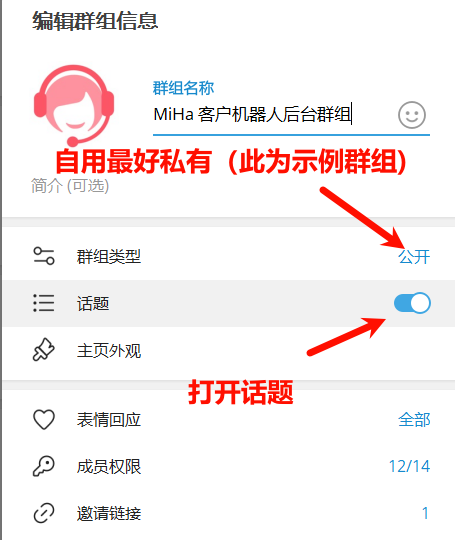 编辑群组信息
群组名称
MiHa 客户机器人后台群组
自用最好私有（此为示例群组)
简介 (可选)
群组类型 公开
话题
主页外观
打开话题
表情回应 全部
成员权限 12/14
邀请链接 1